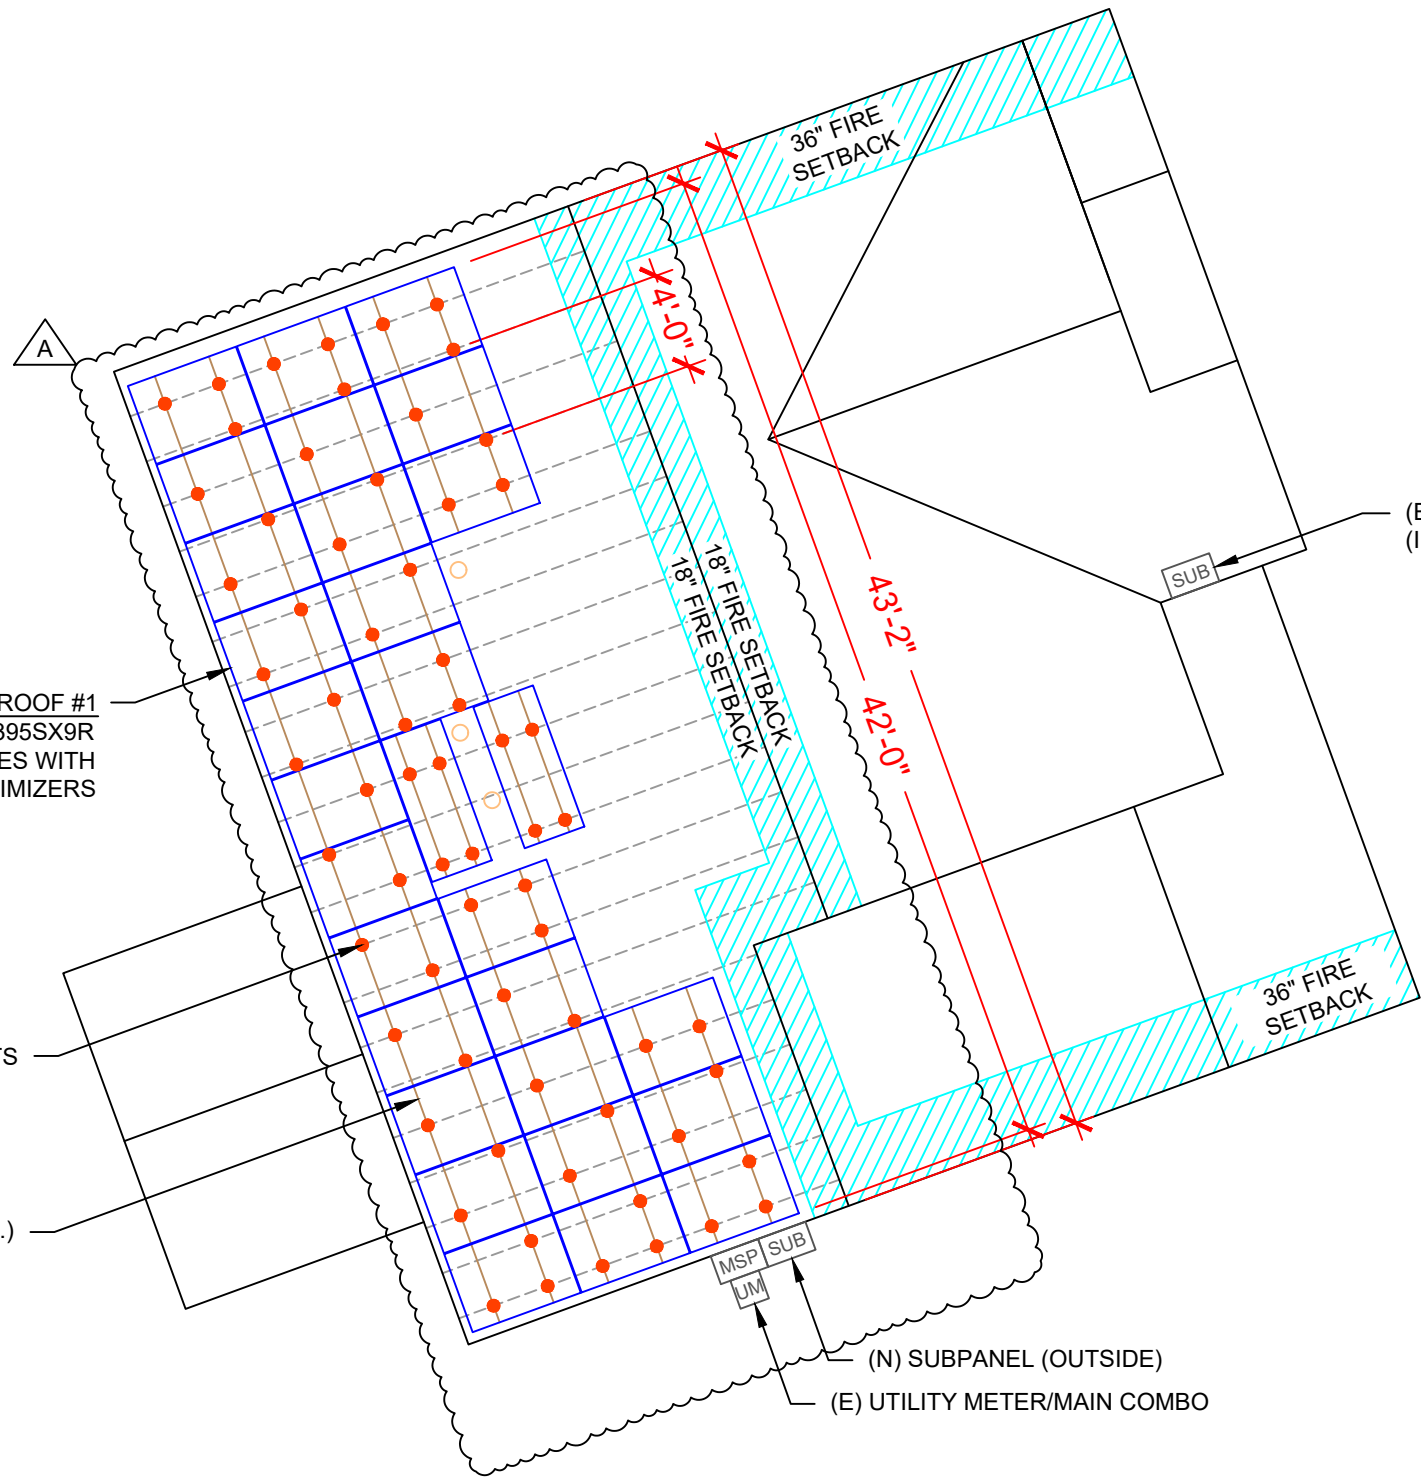 36" FIRE
SETBACK
A
4'-0"
18" FIRE SETBACK
18" FIRE SETBACK
43'-2"
42'-0"
SUB
(E
(I
ROOF #1
395SX9R
ES WITH
IMIZERS
36" FIRE
SETBACK
TS
.)
MSP
SUB
UM
(N) SUBPANEL (OUTSIDE)
(E) UTILITY METER/MAIN COMBO